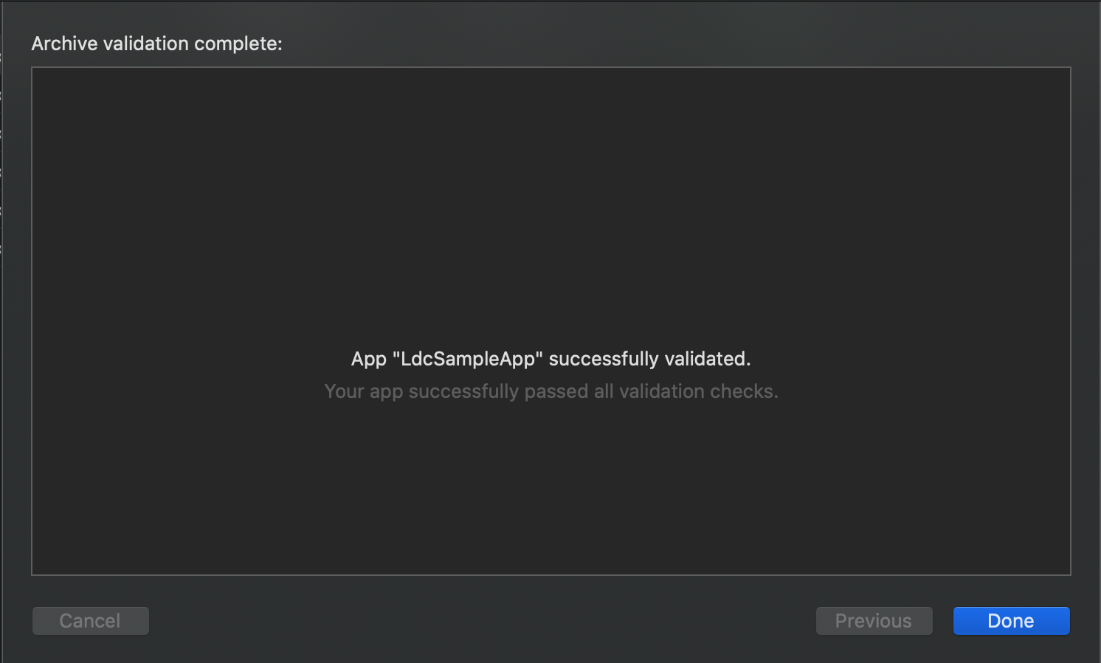 Archive validation complete:
App "LdcSampleApp" successfully validated.
Your app successfully passed all validation checks.
Cancel
Previous
Done